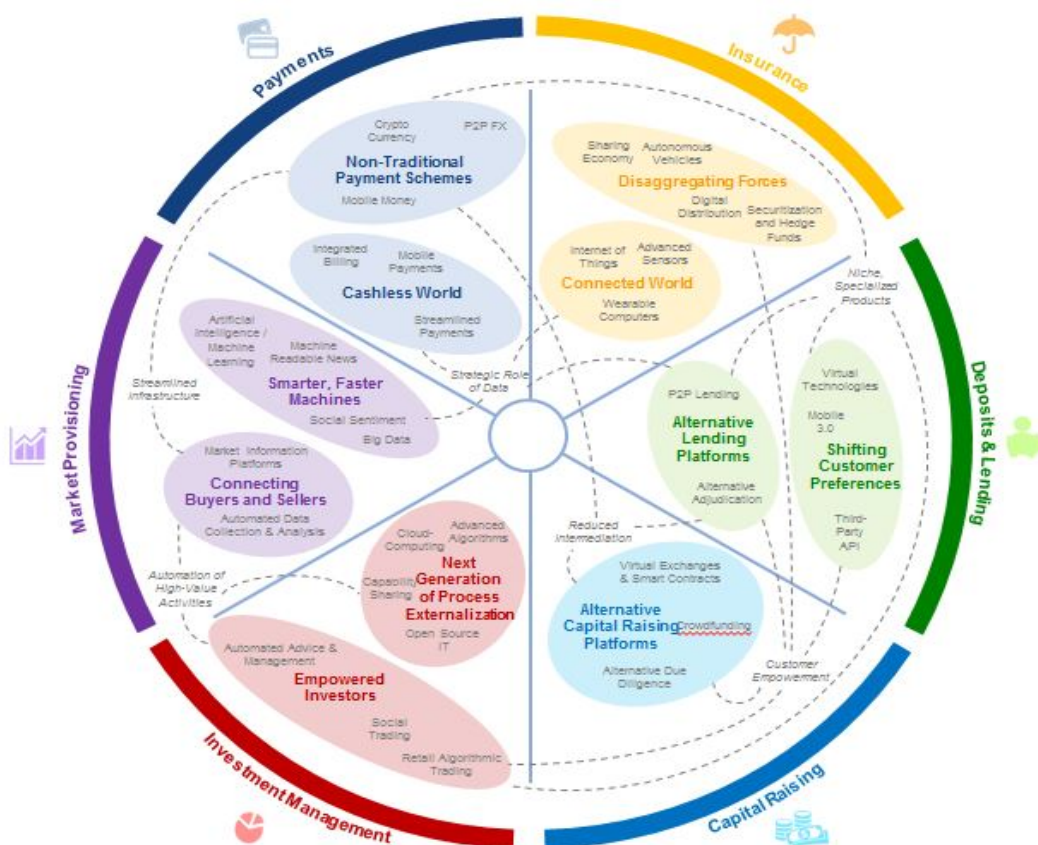 Payments
Crypto
Currency
P2P FX
Non-Traditional
Payment Schemes
Mobile Money
Integrated
Billing
Mobile
Payments
Cashless World
Streamlined
Payments
Insurance
Sharing
Economy
Autonomous
Vehicles
Disaggregating Forces
Digital
Distribution
Securitization
and Hedge
Funds
Internet of
Things
Advanced
Sensors
Connected World
Wearable
Computers
Niche,
Specialized
Products
Deposits & Lending
Virtual
Technologies
Mobile
3.0
Shifting
Customer
Preferences
Third-
Party
API
P2P Lending
Alternative
Lending
Platforms
Alternative
Adjudication
Strategic Role
of Data
Market Provisioning
Artificial
Intelligence /
Machine
Learning
Machine
Readable News
Smarter, Faster
Machines
Social Sentiment
Big Data
Streamlined
Infrastructure
Market Information
Platforms
Connecting
Buyers and Sellers
Automated Data
Collection & Analysis
Automation of
High-Value
Activities
Investment Management
Cloud-
Computing
Advanced
Algorithms
Next
Generation
of Process
Externalization
Capability
Sharing
Open Source
IT
Automated Advice &
Management
Empowered
Investors
Social
Trading
Retail Algorithmic
Trading
Reduced
Intermediation
Capital Raising
Virtual Exchanges
& Smart Contracts
Alternative
Capital Raising
Platforms
Crowdfunding
Alternative Due
Diligence
Customer
Empowerment